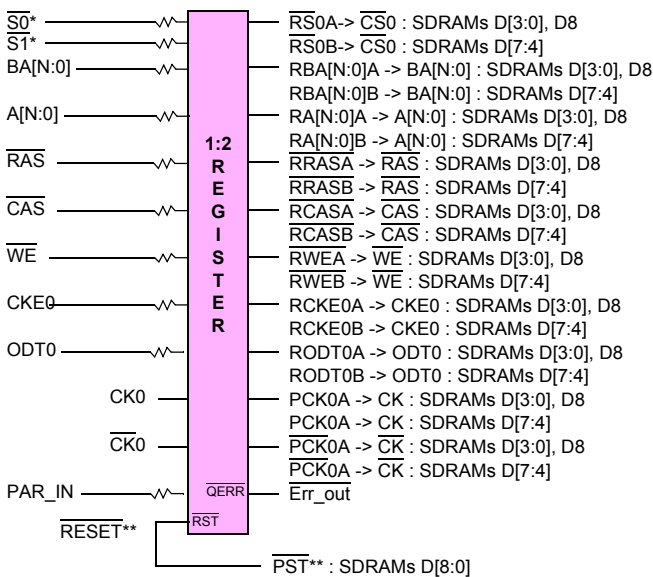 S0*
S1*
BA[N:0]
A[N:0]
RAS
CAS
WE
CKE0
ODT0
CK0
CK0
PAR_IN
RESET**
1:2
R
E
G
I
S
T
E
R
QERR
RST
RS0A-> CS0 : SDRAMs D[3:0], D8
RS0B-> CS0 : SDRAMs D[7:4]
RBA[N:0]A -> BA[N:0] : SDRAMs D[3:0], D8
RBA[N:0]B -> BA[N:0] : SDRAMs D[7:4]
RA[N:0]A -> A[N:0] : SDRAMs D[3:0], D8
RA[N:0]B -> A[N:0] : SDRAMs D[7:4]
RRASA -> RAS : SDRAMs D[3:0], D8
RRASB -> RAS : SDRAMs D[7:4]
RCASA -> CAS : SDRAMs D[3:0], D8
RCASB -> CAS : SDRAMs D[7:4]
RWEA -> WE : SDRAMs D[3:0], D8
RWEB -> WE : SDRAMs D[7:4]
RCKE0A -> CKE0 : SDRAMs D[3:0], D8
RCKE0B -> CKE0 : SDRAMs D[7:4]
RODT0A -> ODT0 : SDRAMs D[3:0], D8
RODT0B -> ODT0 : SDRAMs D[7:4]
PCK0A -> CK : SDRAMs D[3:0], D8
PCK0A -> CK : SDRAMs D[7:4]
PCK0A -> CK : SDRAMs D[3:0], D8
PCK0A -> CK : SDRAMs D[7:4]
Err_out
PST** : SDRAMs D[8:0]